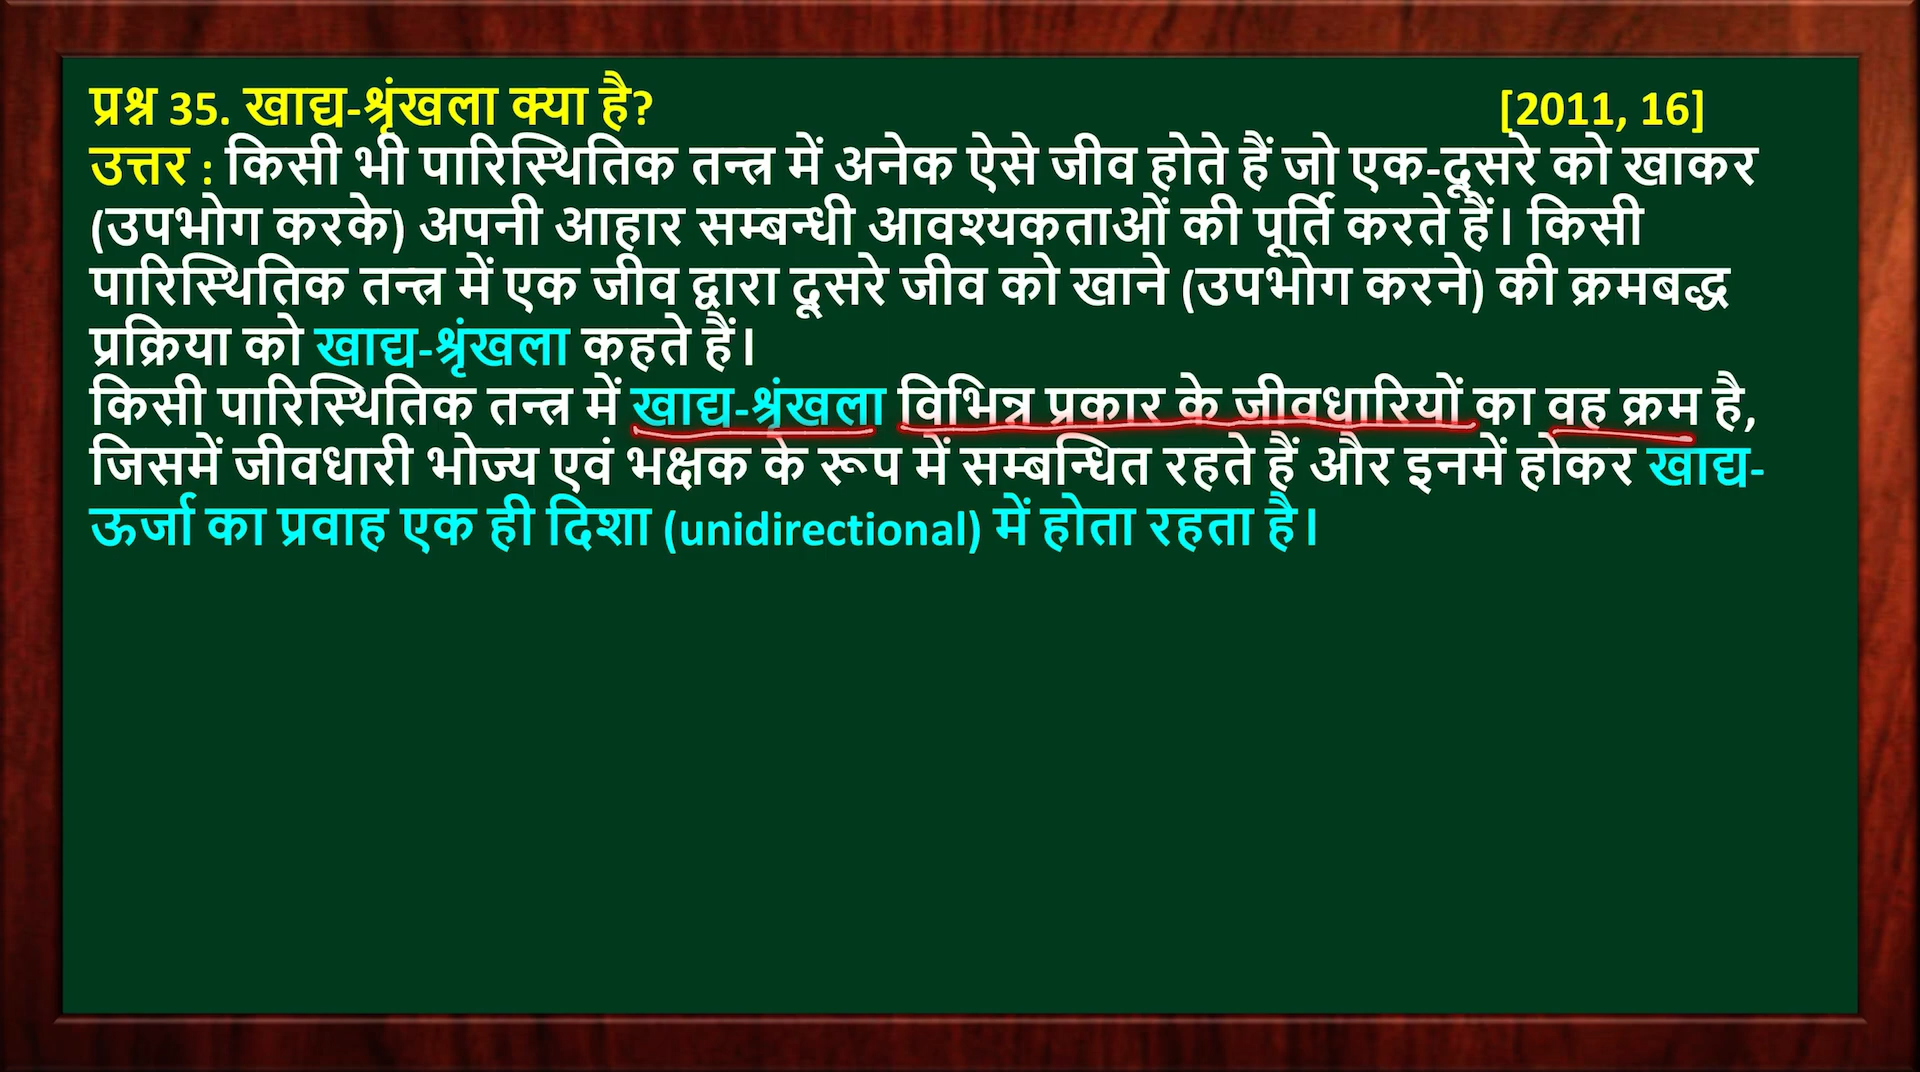 प्रश्न 35. खाद्य-श्रृंखला क्या है? [2011, 16]
उत्तर : किसी भी पारिस्थितिक तन्त्र में अनेक ऐसे जीव होते हैं जो एक-दूसरे को खाकर
(उपभोग करके) अपनी आहार सम्बन्धी आवश्यकताओं की पूर्ति करते हैं। किसी
पारिस्थितिक तन्त्र में एक जीव द्वारा दूसरे जीव को खाने (उपभोग करने) की क्रमबद्ध
प्रक्रिया को खाद्य-श्रृंखला कहते हैं।
किसी पारिस्थितिक तन्त्र में खाद्य-श्रंखला विभिन्न प्रकार के जीवधारियों का वह क्रम है,
जिसमें जीवधारी भोज्य एवं भक्षक के रूप में सम्बन्धित रहते हैं और इनमें होकर खाद्य-
ऊर्जा का प्रवाह एक ही दिशा (unidirectional) में होता रहता है।